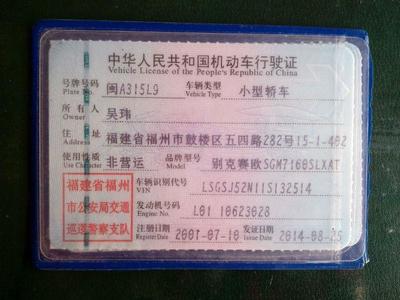 中华人民共和国机动车行驶证
Vehicle License of the People's Republic of China
号牌号码 闽A315L9 车辆类型 小型轿车
Plate No. Vehicle Type
所有人 吴玮
Owner
住址 福建省福州市鼓楼区五四路282号15-1-402
Address
使用性质 非营运 品牌型号 别克赛欧SGM7160SLXAT
Use Character
福建省福州
市公安局交通
巡逻警察支队
车辆识别代号 LSGSJ52N11S132514
VIN
发动机号码 L01 10623028
Engine No.
注册日期 2001-07-10 发证日期 2014-08-25
Register Date Issue Date